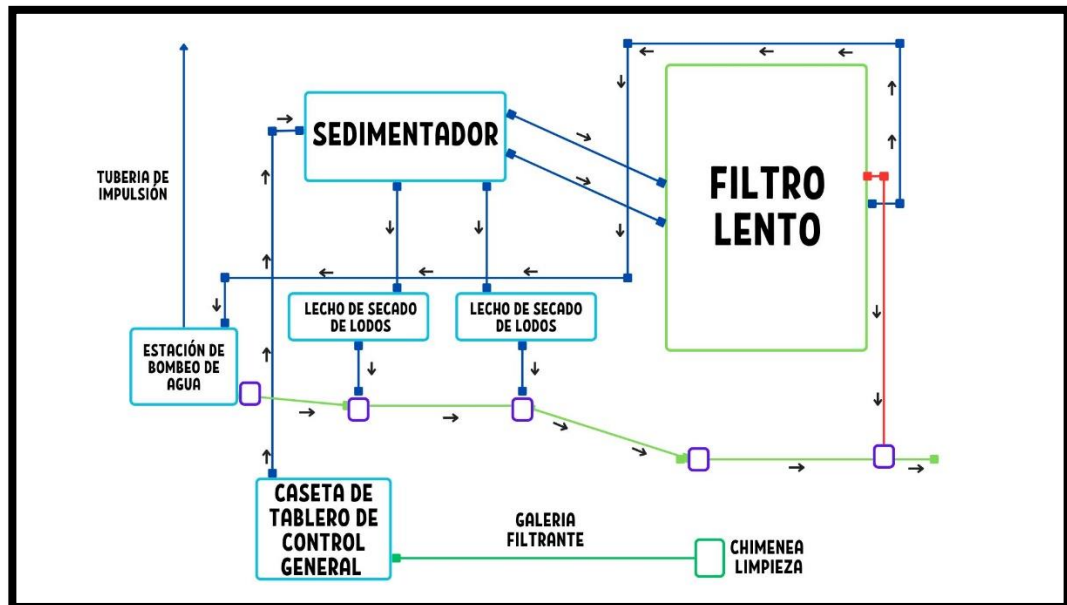 SEDIMENTADOR
TUBERIA DE
IMPULSIÓN
FILTRO
LENTO
LECHO DE SECADO
DE LODOS
LECHO DE SECADO
DE LODOS
ESTACIÓN DE
BOMBEO DE
AGUA
CASETA DE
TABLERO DE
CONTROL
GENERAL
GALERIA
FILTRANTE
CHIMENEA
LIMPIEZA